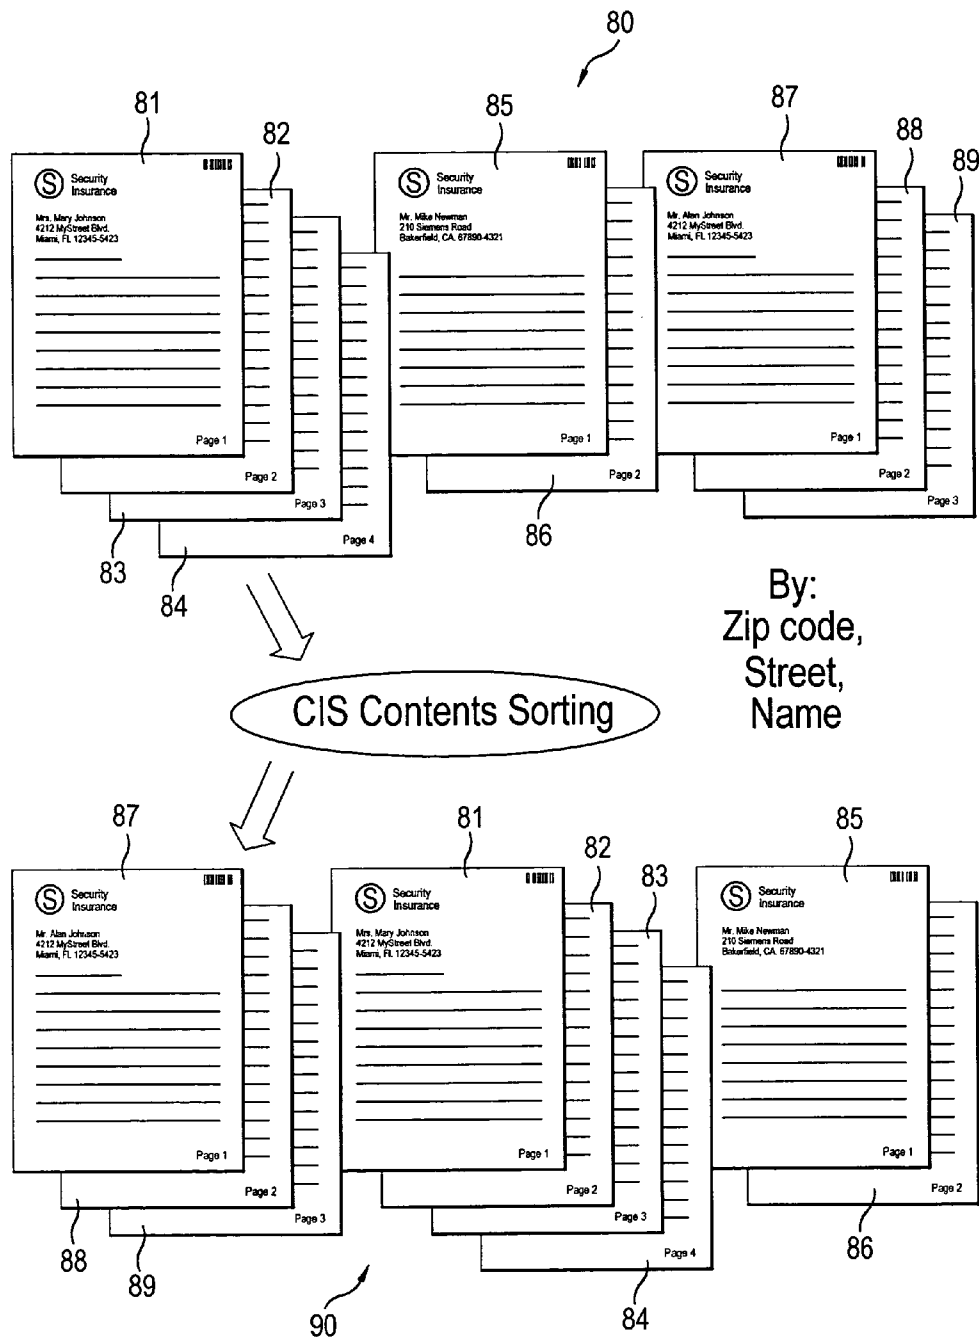 80
81
82
85
87
88
89
Security
Insurance
Mrs. Mary Johnson
4212 MyStreet Blvd.
Miami, FL 12345-5423
Page 1
Page 2
Page 3
Page 4
83
84
Security
Insurance
Mr. Mike Newman
210 Siemens Road
Bakerfield, CA. 67890-4321
Page 1
Page 2
86
Security
Insurance
Mr. Alan Johnson
4212 MyStreet Blvd.
Miami, FL 12345-5423
Page 1
Page 2
Page 3
By:
Zip code,
Street,
Name
CIS Contents Sorting
87
81
82
83
85
Security
Insurance
Mr. Alan Johnson
4212 MyStreet Blvd.
Miami, FL 12345-5423
Page 1
Page 2
Page 3
88
89
Security
Insurance
Mrs. Mary Johnson
4212 MyStreet Blvd.
Miami, FL 12345-5423
Page 1
Page 2
Page 3
Page 4
84
Security
Insurance
Mr. Mike Newman
210 Siemens Road
Bakerfield, CA. 67890-4321
Page 1
Page 2
86
90